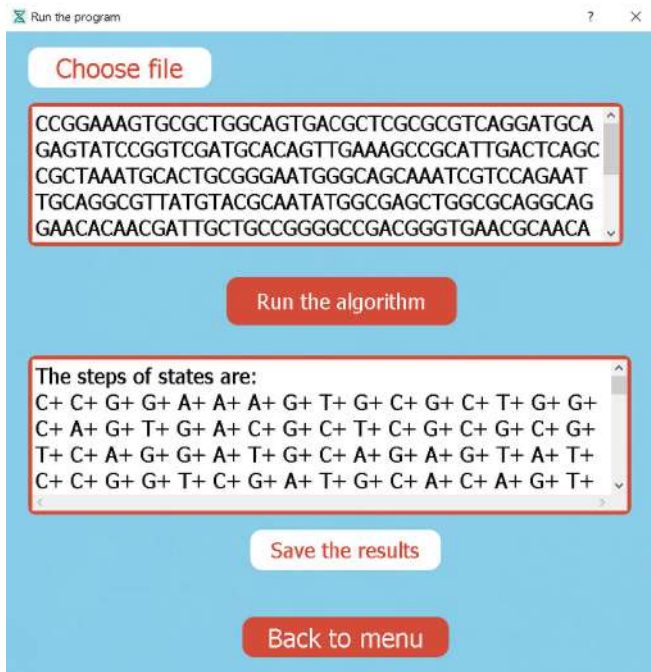 Run the program
? ×
Choose file
CCGGAAAGTGCGCTGGCAGTGACGCTCGCGCGTCAGGATGCA
GAGTATCCGGTCGATGCACAGTTGAAAGCCGCATTGACTCAGC
CGCTAAATGCACTGCGGGAATGGGCAGCAAATCGTCCAGAAT
TGCAGGCGTTATGTACGCAATATGGCGAGCTGGCGCAGGCAG
GAACACAACGATTGCTGCCGGGGCCGACGGGTGAACGCAACA
Run the algorithm
The steps of states are:
C+ C+ G+ G+ A+ A+ A+ G+ T+ G+ C+ G+ C+ T+ G+ G+
C+ A+ G+ T+ G+ A+ C+ G+ C+ T+ C+ G+ C+ G+ C+ G+
T+ C+ A+ G+ G+ A+ T+ G+ C+ A+ G+ A+ G+ T+ A+ T+
C+ C+ G+ G+ T+ C+ G+ A+ T+ G+ C+ A+ C+ A+ G+ T+
Save the results
Back to menu